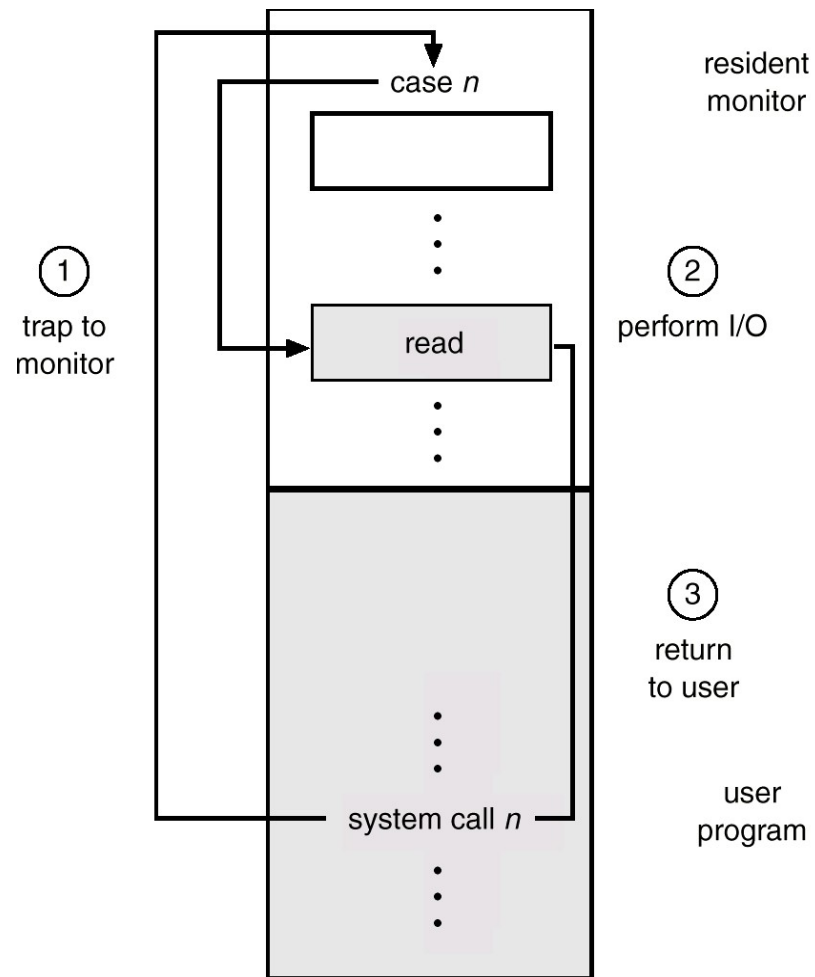 case n
resident
monitor
1
trap to
monitor
2
perform I/O
read
3
return
to user
system call n
user
program